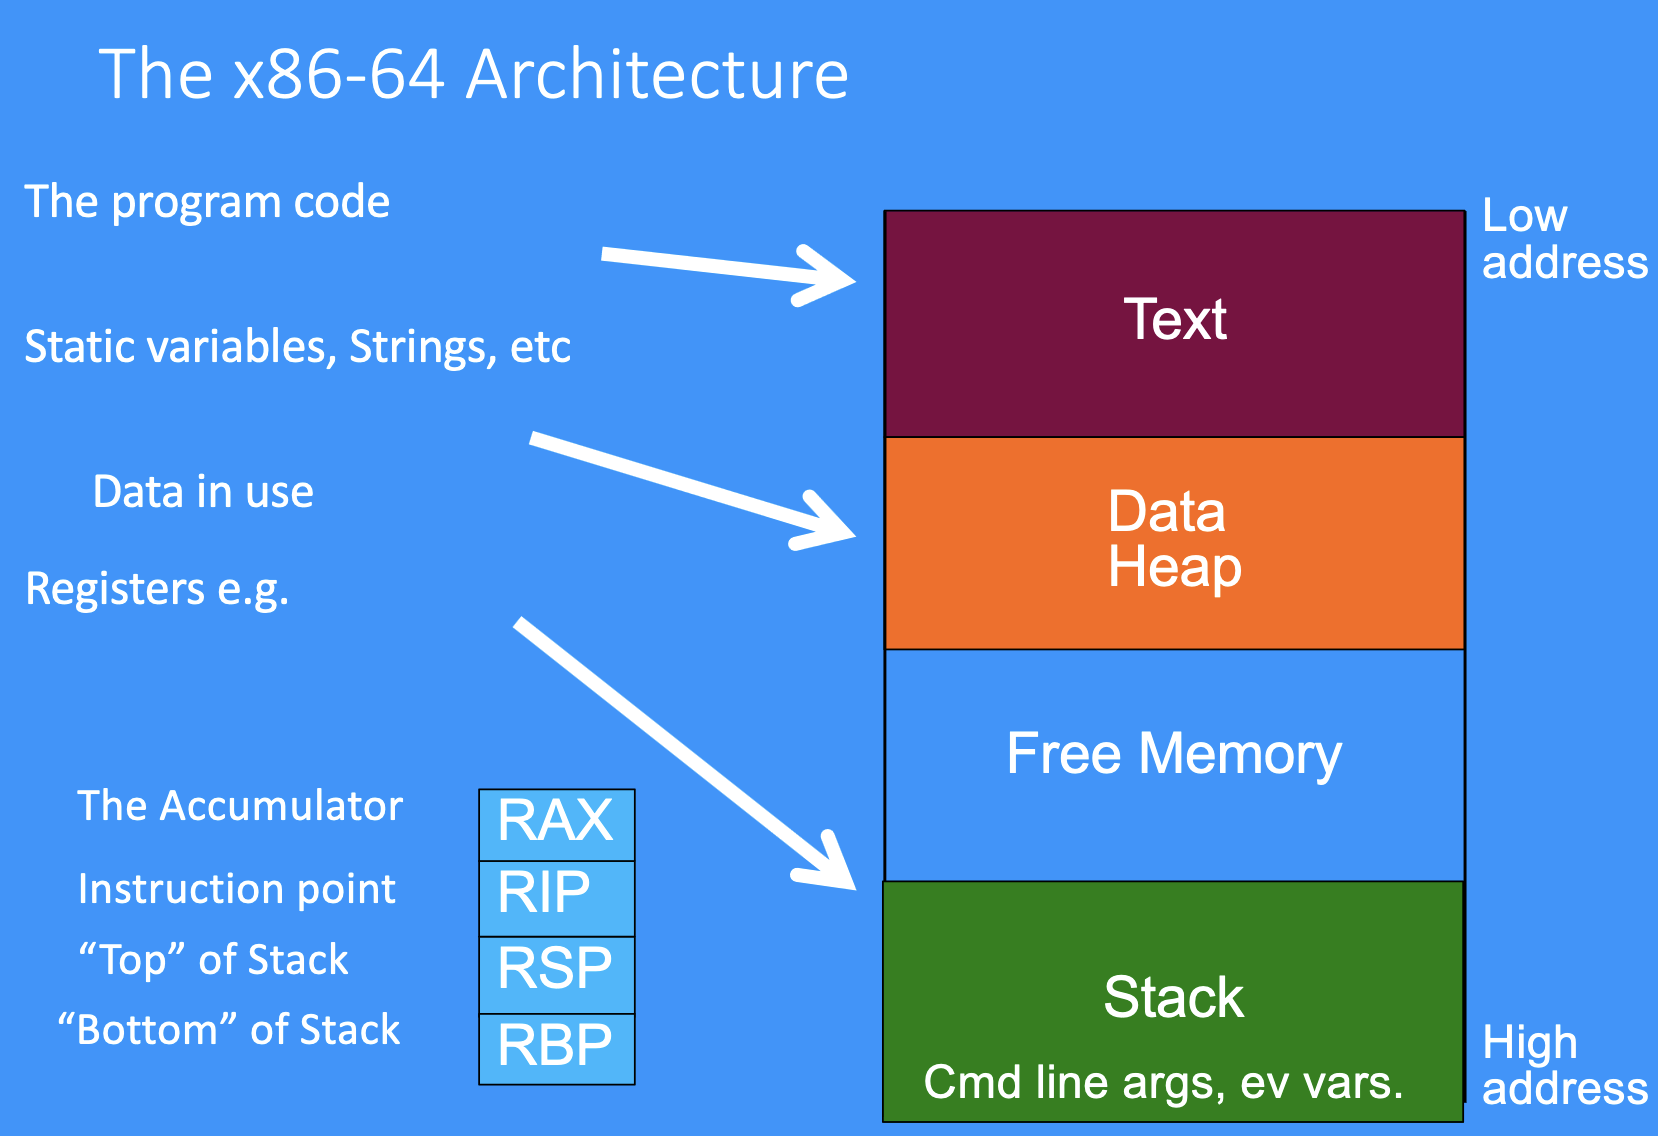 The x86-64 Architecture
The program code
Static variables, Strings, etc
Data in use
Registers e.g.
The Accumulator
Instruction point
“Top” of Stack
“Bottom” of Stack
RAX
RIP
RSP
RBP
Text
Data
Heap
Free Memory
Stack
Cmd line args, ev vars.
Low
address
High
address